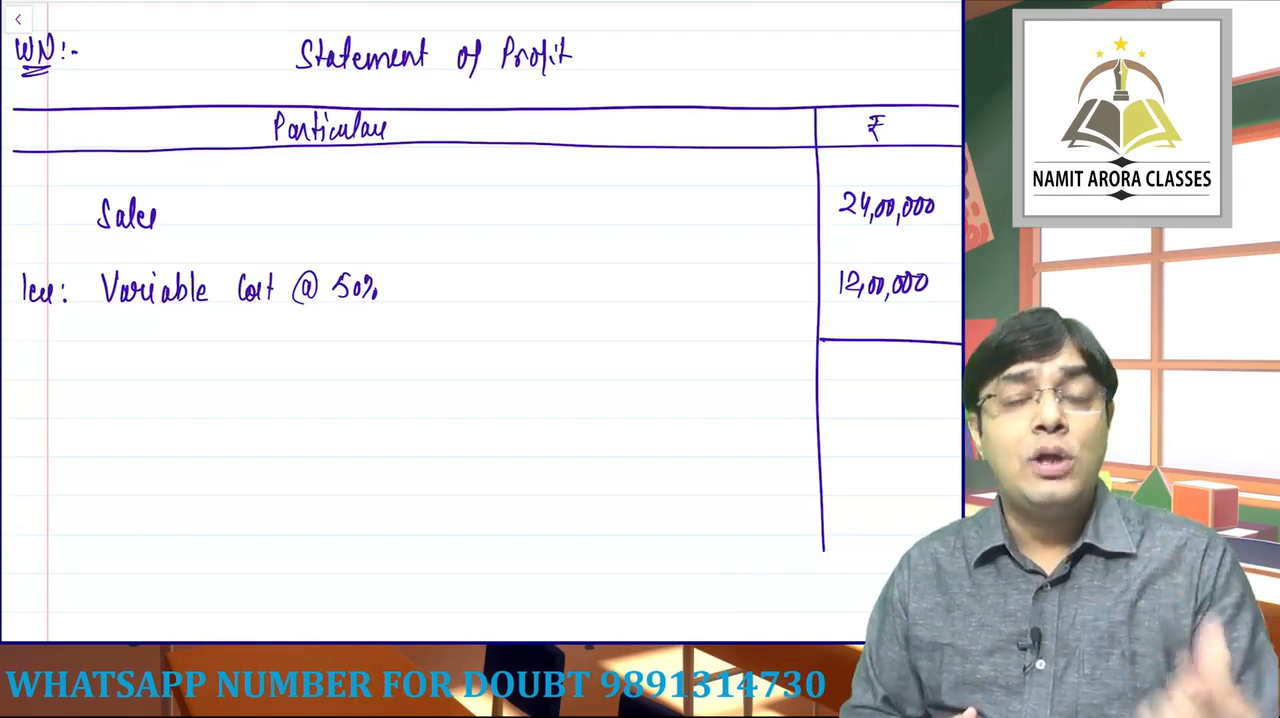 WN:-
Statement of Profit
Particulars
₹
Sales
24,00,000
less: Variable Cost @ 50%
12,00,000
NAMIT ARORA CLASSES
WHATSAPP NUMBER FOR DOUBT 9891314730